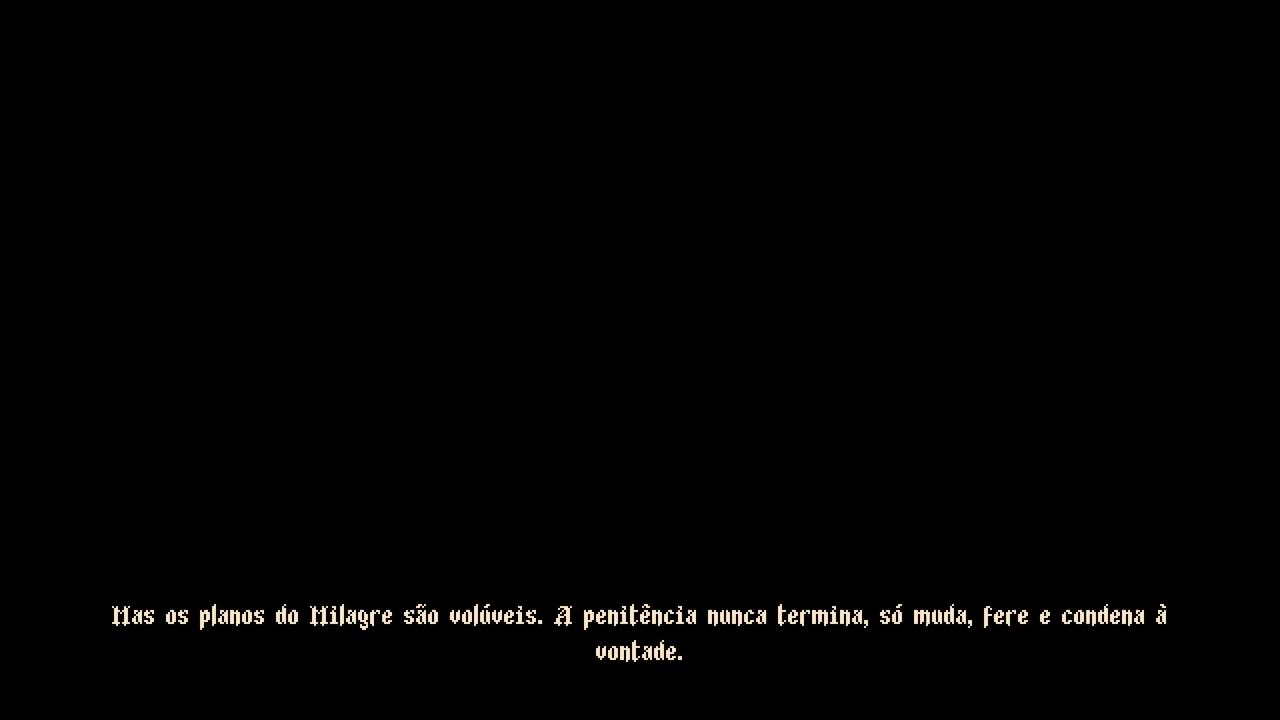 Mas os planos do Milagre são volúveis. A penitência nunca termina, só muda, fere e condena à
vontade.